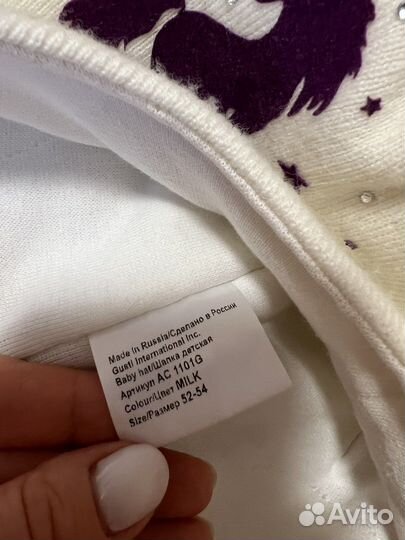 Made in Russia/Сделано в России
Gusti International Inc.
Baby hat/Шапка детская
Артикул AC 1101G
Colour/Цвет MILK
Size/Размер 52-54
Avito